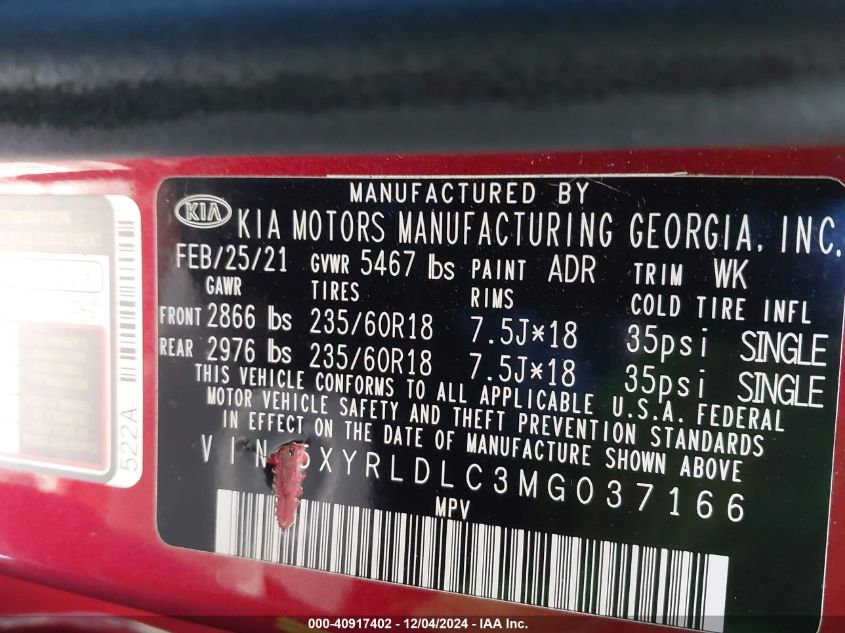 MANUFACTURED BY
KIA KIA MOTORS MANUFACTURING GEORGIA, INC.
FEB/25/21 GVWR 5467 lbs PAINT ADR TRIM WK
GAWR TIRES RIMS COLD TIRE INFL
FRONT 2866 lbs 235/60R18 7.5J*18 35psi SINGLE
REAR 2976 lbs 235/60R18 7.5J*18 35psi SINGLE
THIS VEHICLE CONFORMS TO ALL APPLICABLE U.S.A. FEDERAL
MOTOR VEHICLE SAFETY AND THEFT PREVENTION STANDARDS
IN EFFECT ON THE DATE OF MANUFACTURE SHOWN ABOVE
VIN 5XYRLDLC3MG037166
MPV
522A
000-40917402 - 12/04/2024 - IAA Inc.